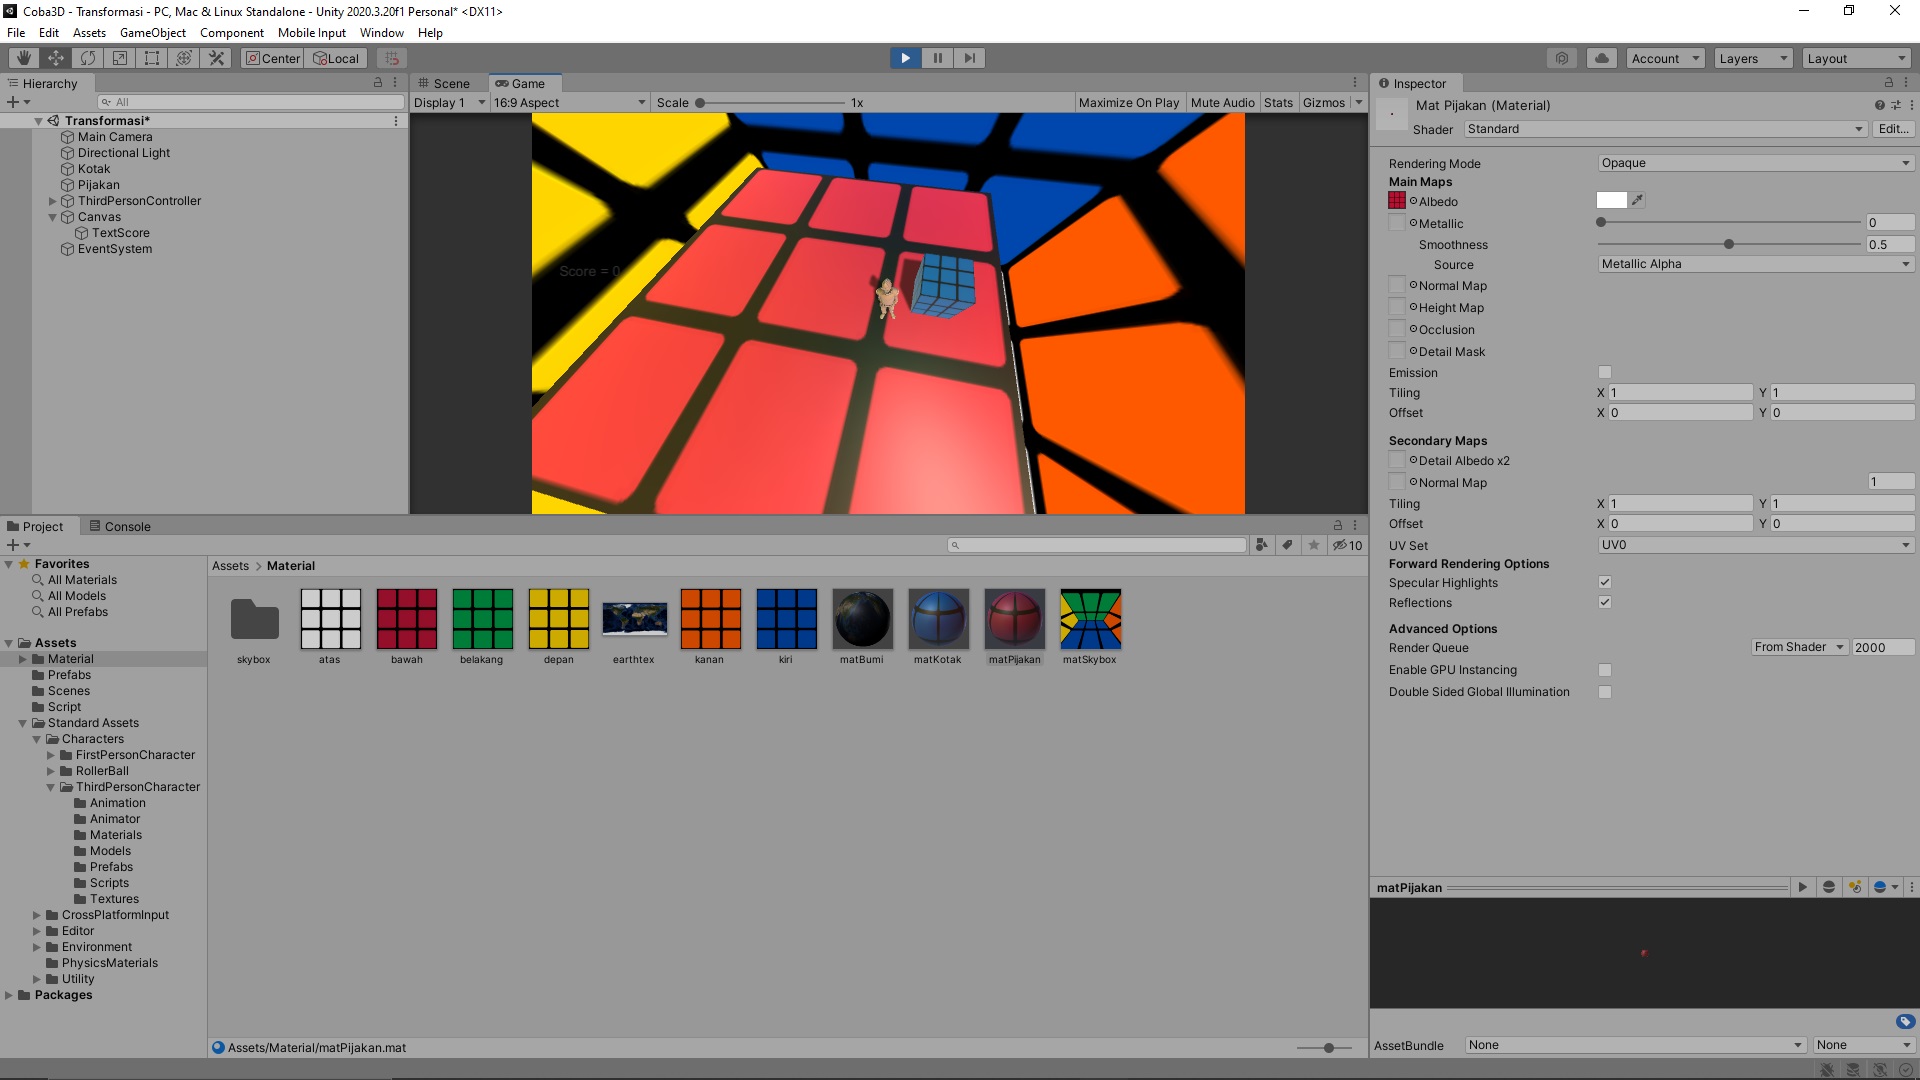 Coba3D - Transformasi - PC, Mac & Linux Standalone - Unity 2020.3.20f1 Personal* <DX11>
File Edit Assets GameObject Component Mobile Input Window Help
Center Local Account Layers Layout
Hierarchy
All
Transformasi*
Main Camera
Directional Light
Kotak
Pijakan
ThirdPersonController
Canvas
TextScore
EventSystem
Scene Game
Display 1 16:9 Aspect Scale 1x Maximize On Play Mute Audio Stats Gizmos
Score = 0
Inspector
Mat Pijakan (Material)
Shader Standard Edit...
Rendering Mode Opaque
Main Maps
Albedo
Metallic 0
Smoothness 0.5
Source Metallic Alpha
Normal Map
Height Map
Occlusion
Detail Mask
Emission
Tiling X 1 Y 1
Offset X 0 Y 0
Secondary Maps
Detail Albedo x2
Normal Map 1
Tiling X 1 Y 1
Offset X 0 Y 0
UV Set UV0
Forward Rendering Options
Specular Highlights
Reflections
Advanced Options
Render Queue From Shader 2000
Enable GPU Instancing
Double Sided Global Illumination
matPijakan
AssetBundle None None
Project Console
10
Favorites
All Materials
All Models
All Prefabs
Assets
Material
Prefabs
Scenes
Script
Standard Assets
Characters
FirstPersonCharacter
RollerBall
ThirdPersonCharacter
Animation
Animator
Materials
Models
Prefabs
Scripts
Textures
CrossPlatformInput
Editor
Environment
PhysicsMaterials
Utility
Packages
Assets > Material
skybox atas bawah belakang depan earthtex kanan kiri matBumi matKotak matPijakan matSkybox
Assets/Material/matPijakan.mat